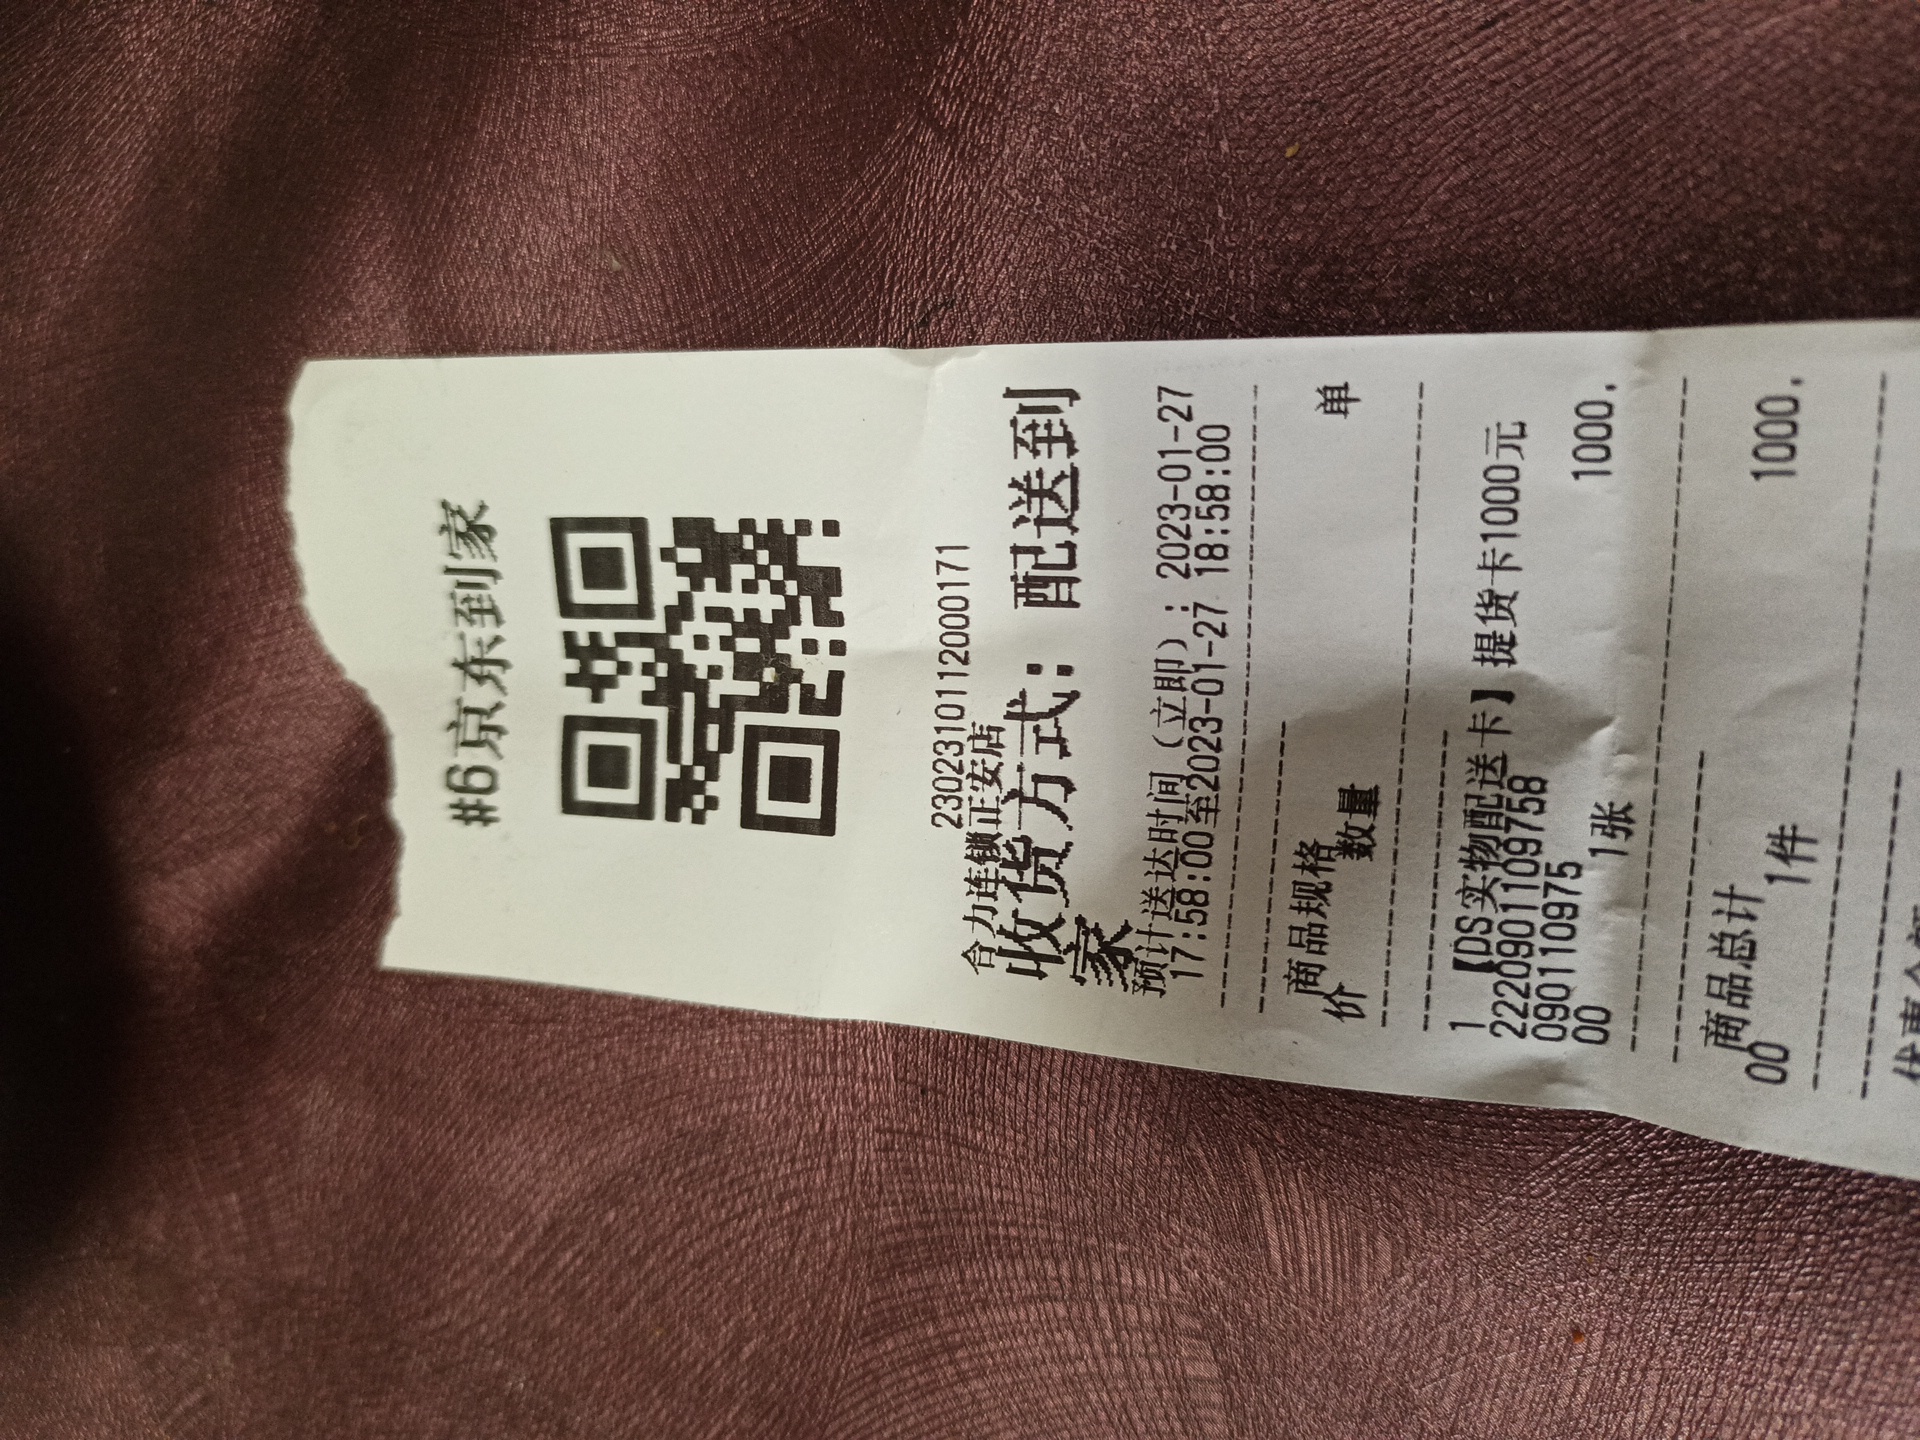 #6京东到家
2302310112000171
合力连锁正安店
收货方式：配送到
家
预计送达时间（立即）：2023-01-27
17:58:00至2023-01-27 18:58:00
商品规格 单
价 数量
1 【DS实物配送卡】提货卡1000元
2220901109758
090110975 1000.
00 1张
商品总计 1000.
00 1件